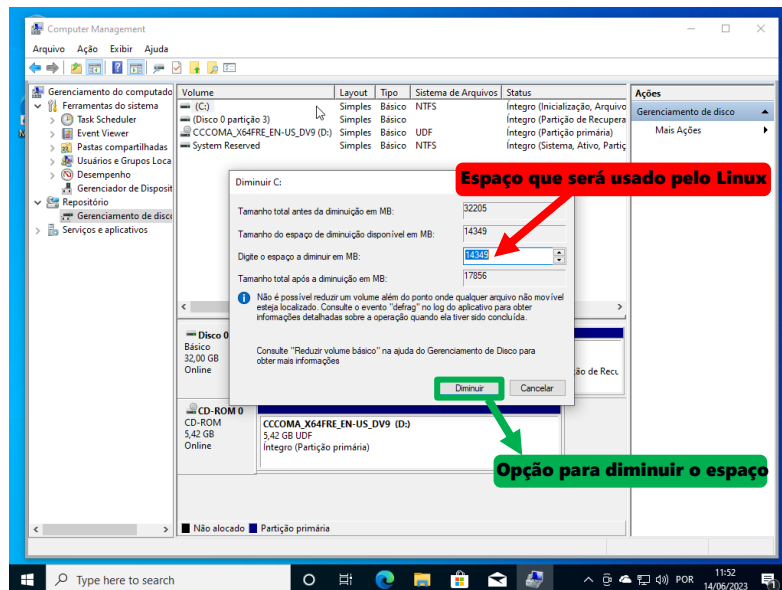 Computer Management
Arquivo Ação Exibir Ajuda
Gerenciamento do computado
Ferramentas do sistema
Task Scheduler
Event Viewer
Pastas compartilhadas
Usuários e Grupos Loca
Desempenho
Gerenciador de Disposit
Repositório
Gerenciamento de disco
Serviços e aplicativos
Volume Layout Tipo Sistema de Arquivos Status
(C:) Simples Básico NTFS Íntegro (Inicialização, Arquivo
(Disco 0 partição 3) Simples Básico Íntegro (Partição de Recupera
CCCOMA_X64FRE_EN-US_DV9 (D:) Simples Básico UDF Íntegro (Partição primária)
System Reserved Simples Básico NTFS Íntegro (Sistema, Ativo, Partiç
Ações
Gerenciamento de disco
Mais Ações
Diminuir C:
Espaço que será usado pelo Linux
Tamanho total antes da diminuição em MB: 32205
Tamanho do espaço de diminuição disponível em MB: 14349
Digite o espaço a diminuir em MB: 14349
Tamanho total após a diminuição em MB: 17856
Não é possível reduzir um volume além do ponto onde qualquer arquivo não movível
esteja localizado. Consulte o evento "defrag" no log do aplicativo para obter
informações detalhadas sobre a operação quando ela tiver sido concluída.
Consulte "Reduzir volume básico" na ajuda do Gerenciamento de Disco para
obter mais informações
Diminuir Cancelar
Disco 0
Básico
32,00 GB
Online
ão de Recu
CD-ROM 0
CD-ROM
5,42 GB
Online
CCCOMA_X64FRE_EN-US_DV9 (D:)
5,42 GB UDF
Íntegro (Partição primária)
Opção para diminuir o espaço
Não alocado Partição primária
Type here to search
POR
11:52
14/06/2023